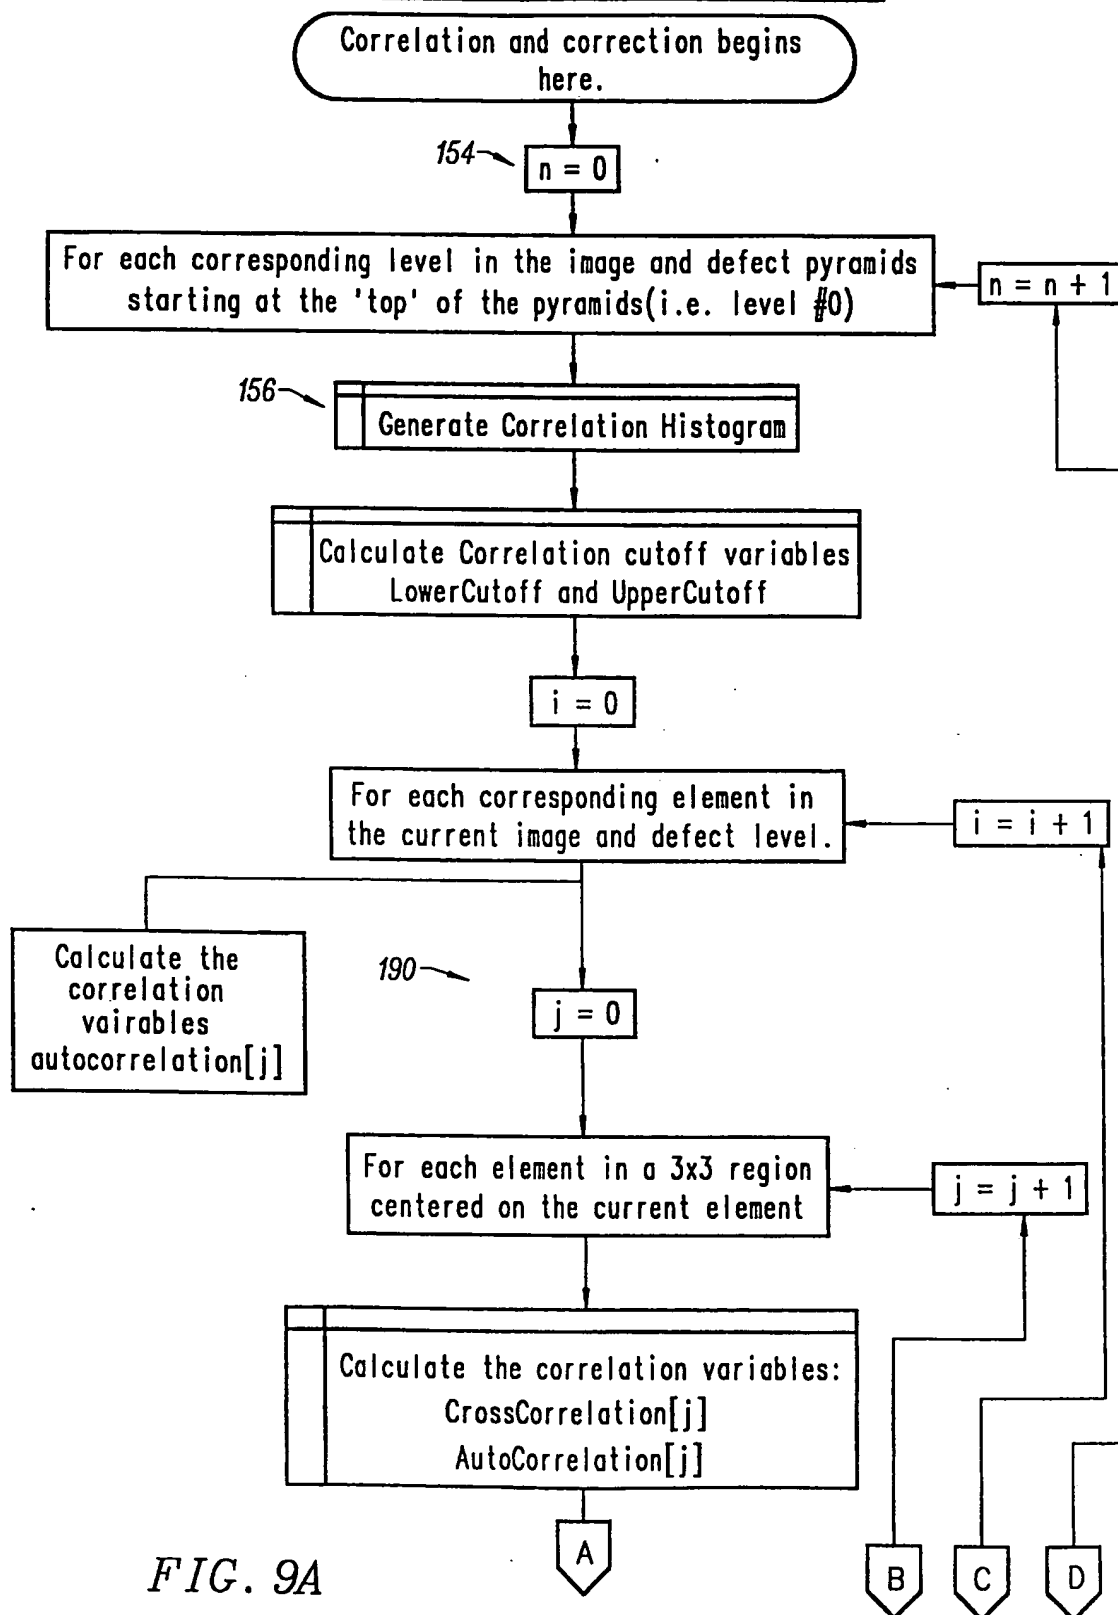 Correlation and correction begins
here.
154
n = 0
For each corresponding level in the image and defect pyramids
starting at the 'top' of the pyramids(i.e. level #0)
n = n + 1
156
Generate Correlation Histogram
Calculate Correlation cutoff variables
LowerCutoff and UpperCutoff
i = 0
For each corresponding element in
the current image and defect level.
i = i + 1
Calculate the
correlation
vairables
autocorrelation[j]
190
j = 0
For each element in a 3x3 region
centered on the current element
j = j + 1
Calculate the correlation variables:
CrossCorrelation[j]
AutoCorrelation[j]
A
B
C
D
FIG. 9A